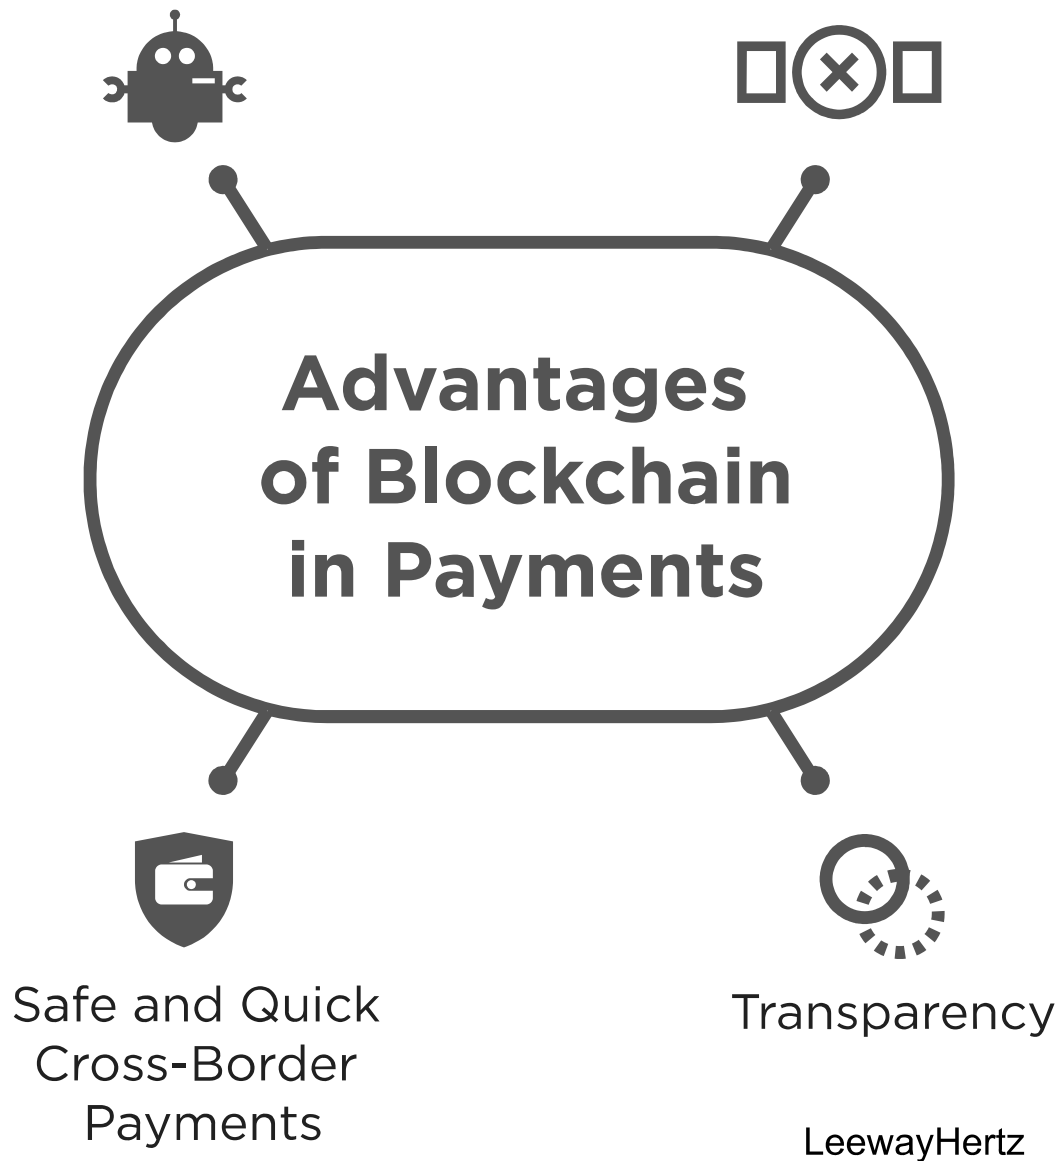 Advantages
of Blockchain
in Payments
Safe and Quick
Cross-Border
Payments
Transparency
LeewayHertz